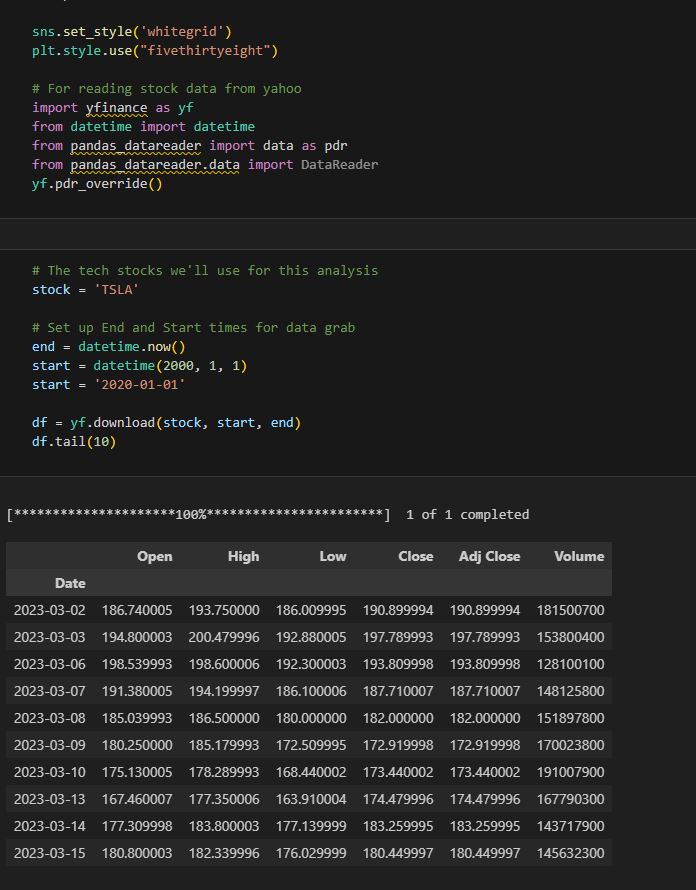 sns.set_style('whitegrid')
plt.style.use("fivethirtyeight")
# For reading stock data from yahoo
import yfinance as yf
from datetime import datetime
from pandas_datareader import data as pdr
from pandas_datareader.data import DataReader
yf.pdr_override()
# The tech stocks we'll use for this analysis
stock = 'TSLA'
# Set up End and Start times for data grab
end = datetime.now()
start = datetime(2000, 1, 1)
start = '2020-01-01'
df = yf.download(stock, start, end)
df.tail(10)
[*********************100%***********************]  1 of 1 completed
Open High Low Close Adj Close Volume
Date
2023-03-02 186.740005 193.750000 186.009995 190.899994 190.899994 181500700
2023-03-03 194.800003 200.479996 192.880005 197.789993 197.789993 153800400
2023-03-06 198.539993 198.600006 192.300003 193.809998 193.809998 128100100
2023-03-07 191.380005 194.199997 186.100006 187.710007 187.710007 148125800
2023-03-08 185.039993 186.500000 180.000000 182.000000 182.000000 151897800
2023-03-09 180.250000 185.179993 172.509995 172.919998 172.919998 170023800
2023-03-10 175.130005 178.289993 168.440002 173.440002 173.440002 191007900
2023-03-13 167.460007 177.350006 163.910004 174.479996 174.479996 167790300
2023-03-14 177.309998 183.800003 177.139999 183.259995 183.259995 143717900
2023-03-15 180.800003 182.339996 176.029999 180.449997 180.449997 145632300